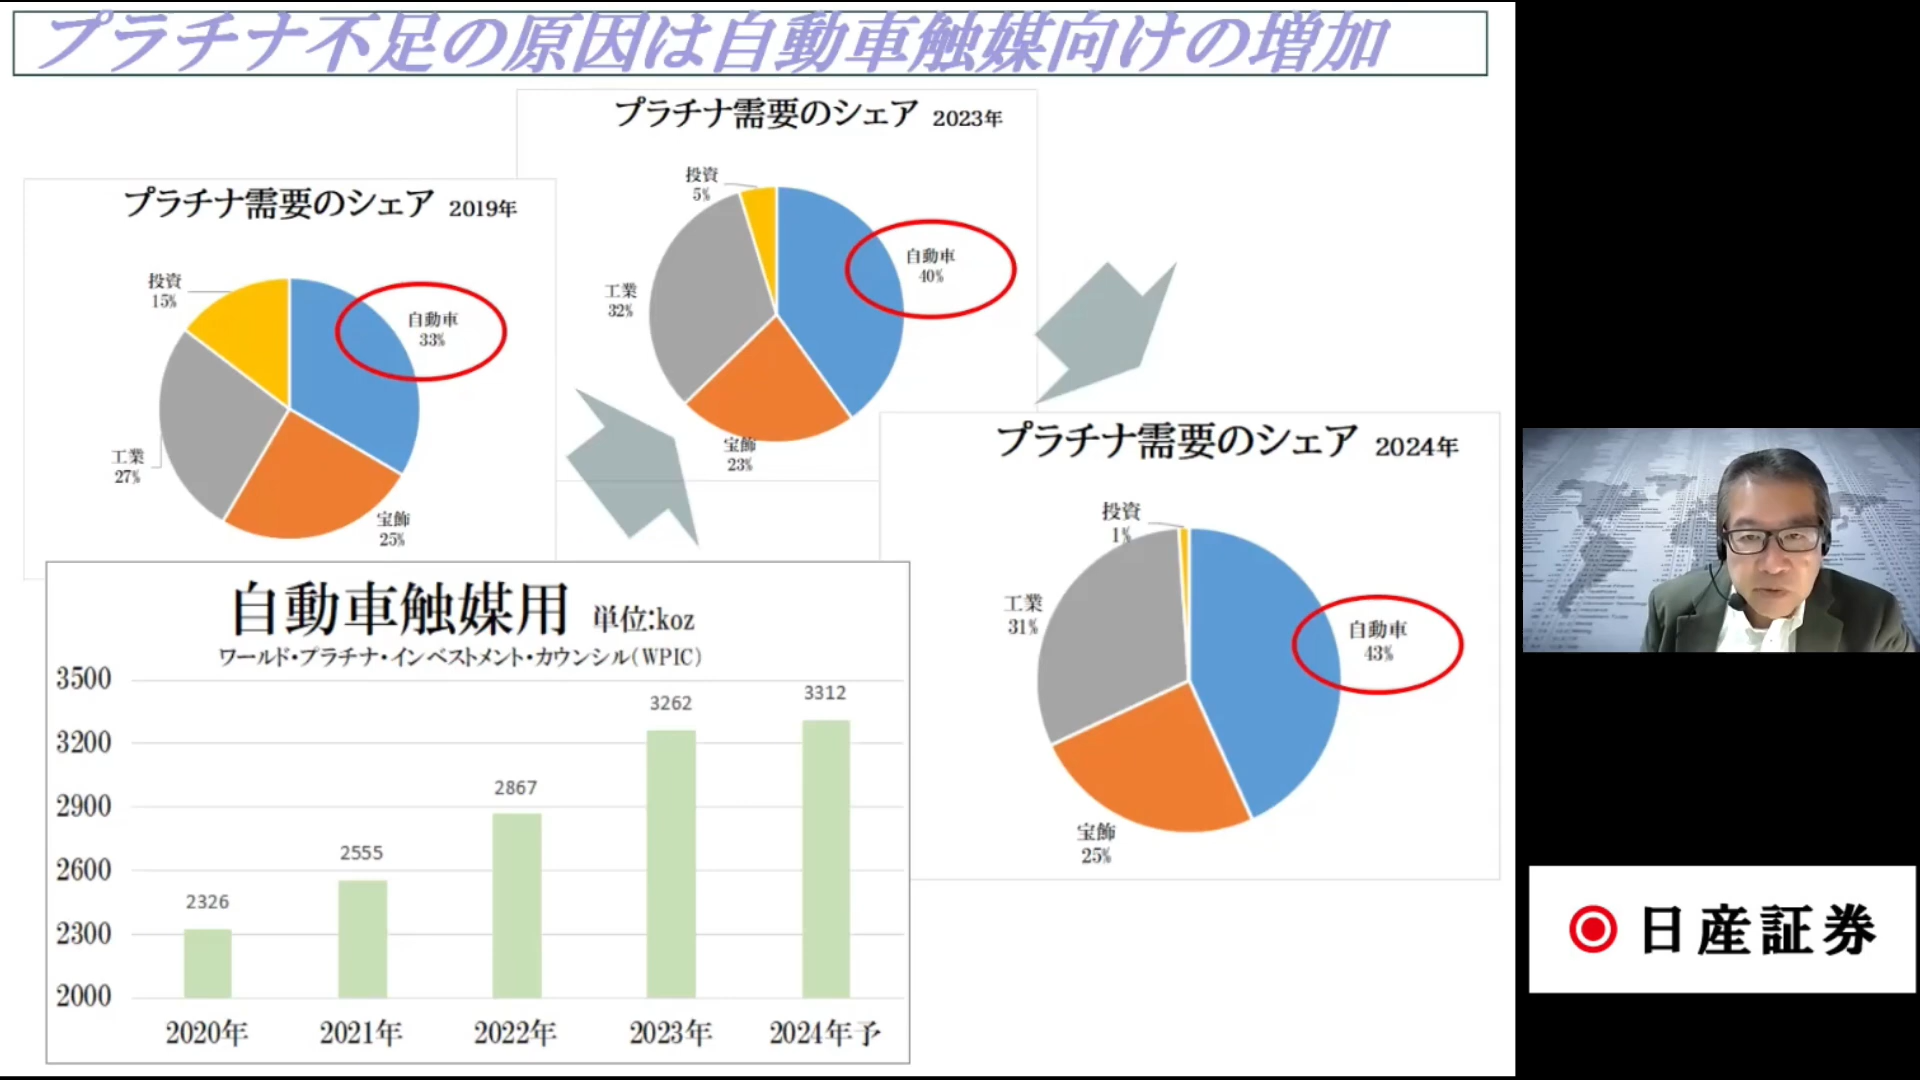 プラチナ不足の原因は自動車触媒向けの増加
プラチナ需要のシェア 2019年
投資
15%
自動車
33%
工業
27%
宝飾
25%
プラチナ需要のシェア 2023年
投資
5%
自動車
40%
工業
32%
宝飾
23%
プラチナ需要のシェア 2024年
投資
1%
自動車
43%
工業
31%
宝飾
25%
自動車触媒用 単位:koz
ワールド・プラチナ・インベストメント・カウンシル(WPIC)
3500
3200
2900
2600
2300
2000
2326
2555
2867
3262
3312
2020年
2021年
2022年
2023年
2024年予
日産証券